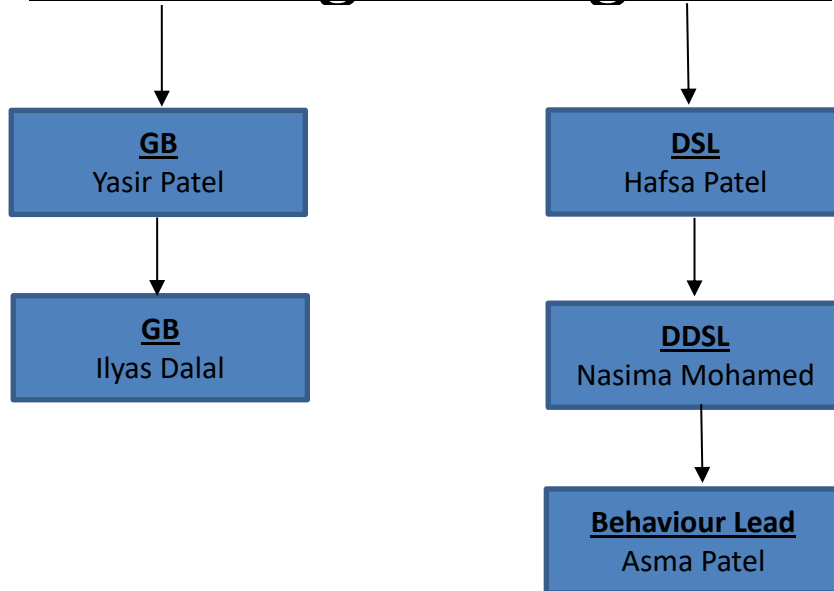 GB
Yasir Patel
DSL
Hafsa Patel
GB
Ilyas Dalal
DDSL
Nasima Mohamed
Behaviour Lead
Asma Patel